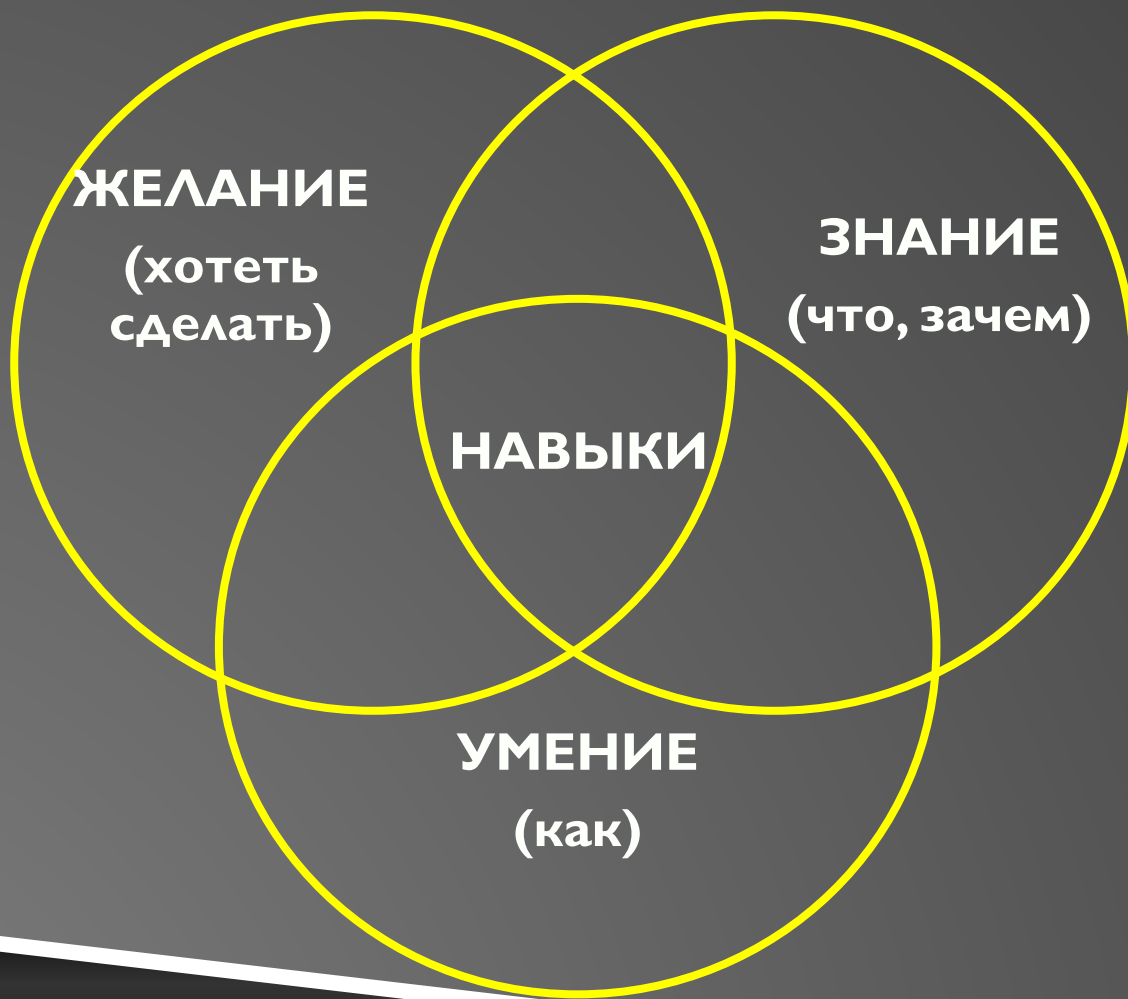 ЖЕЛАНИЕ
(хотеть
сделать)
ЗНАНИЕ
(что, зачем)
НАВЫКИ
УМЕНИЕ
(как)